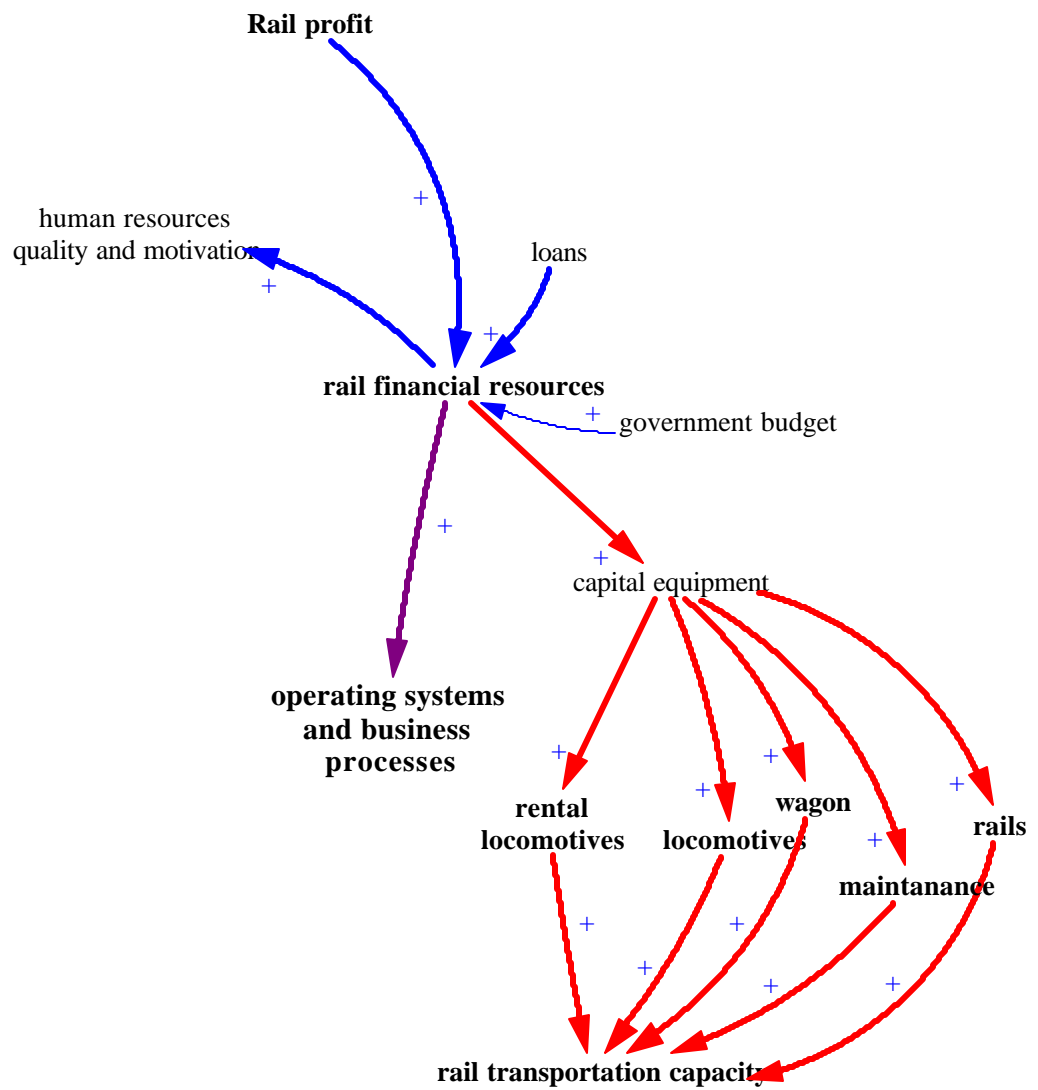 Rail profit
+
human resources
quality and motivation
+
loans
+
rail financial resources
+
government budget
+
+
capital equipment
operating systems
and business
processes
+
+
+
+
+
rental
locomotives
locomotives
wagon
rails
maintanance
+
+
+
+
+
rail transportation capacity